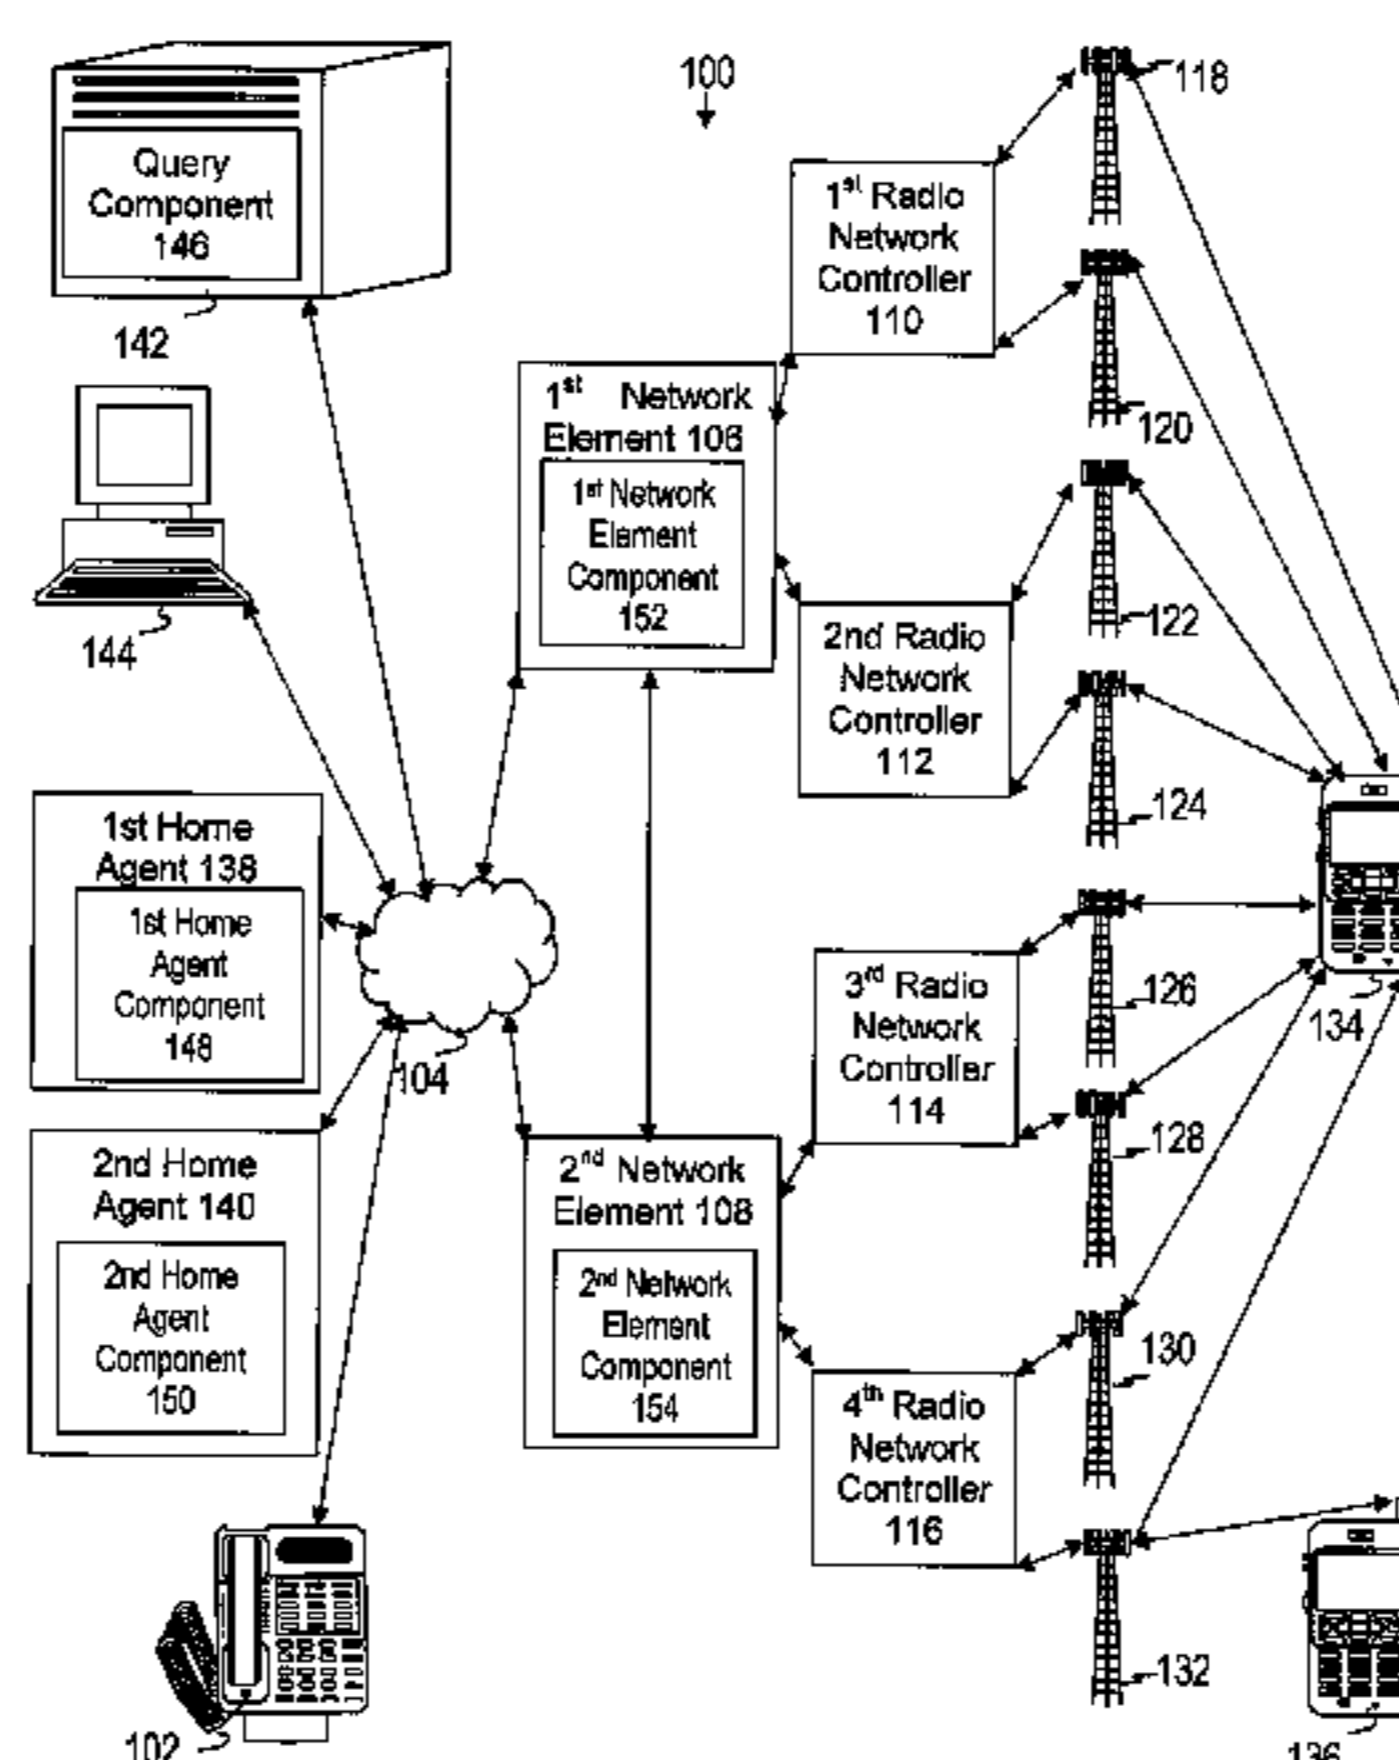 100
Query
Component
146
142
144
1st Home
Agent 138
1st Home
Agent
Component
148
2nd Home
Agent 140
2nd Home
Agent
Component
150
102
104
1st Network
Element 106
1st Network
Element
Component
152
2nd Network
Element 108
2nd Network
Element
Component
154
1st Radio
Network
Controller
110
2nd Radio
Network
Controller
112
3rd Radio
Network
Controller
114
4th Radio
Network
Controller
116
118
120
122
124
126
128
130
132
134
136